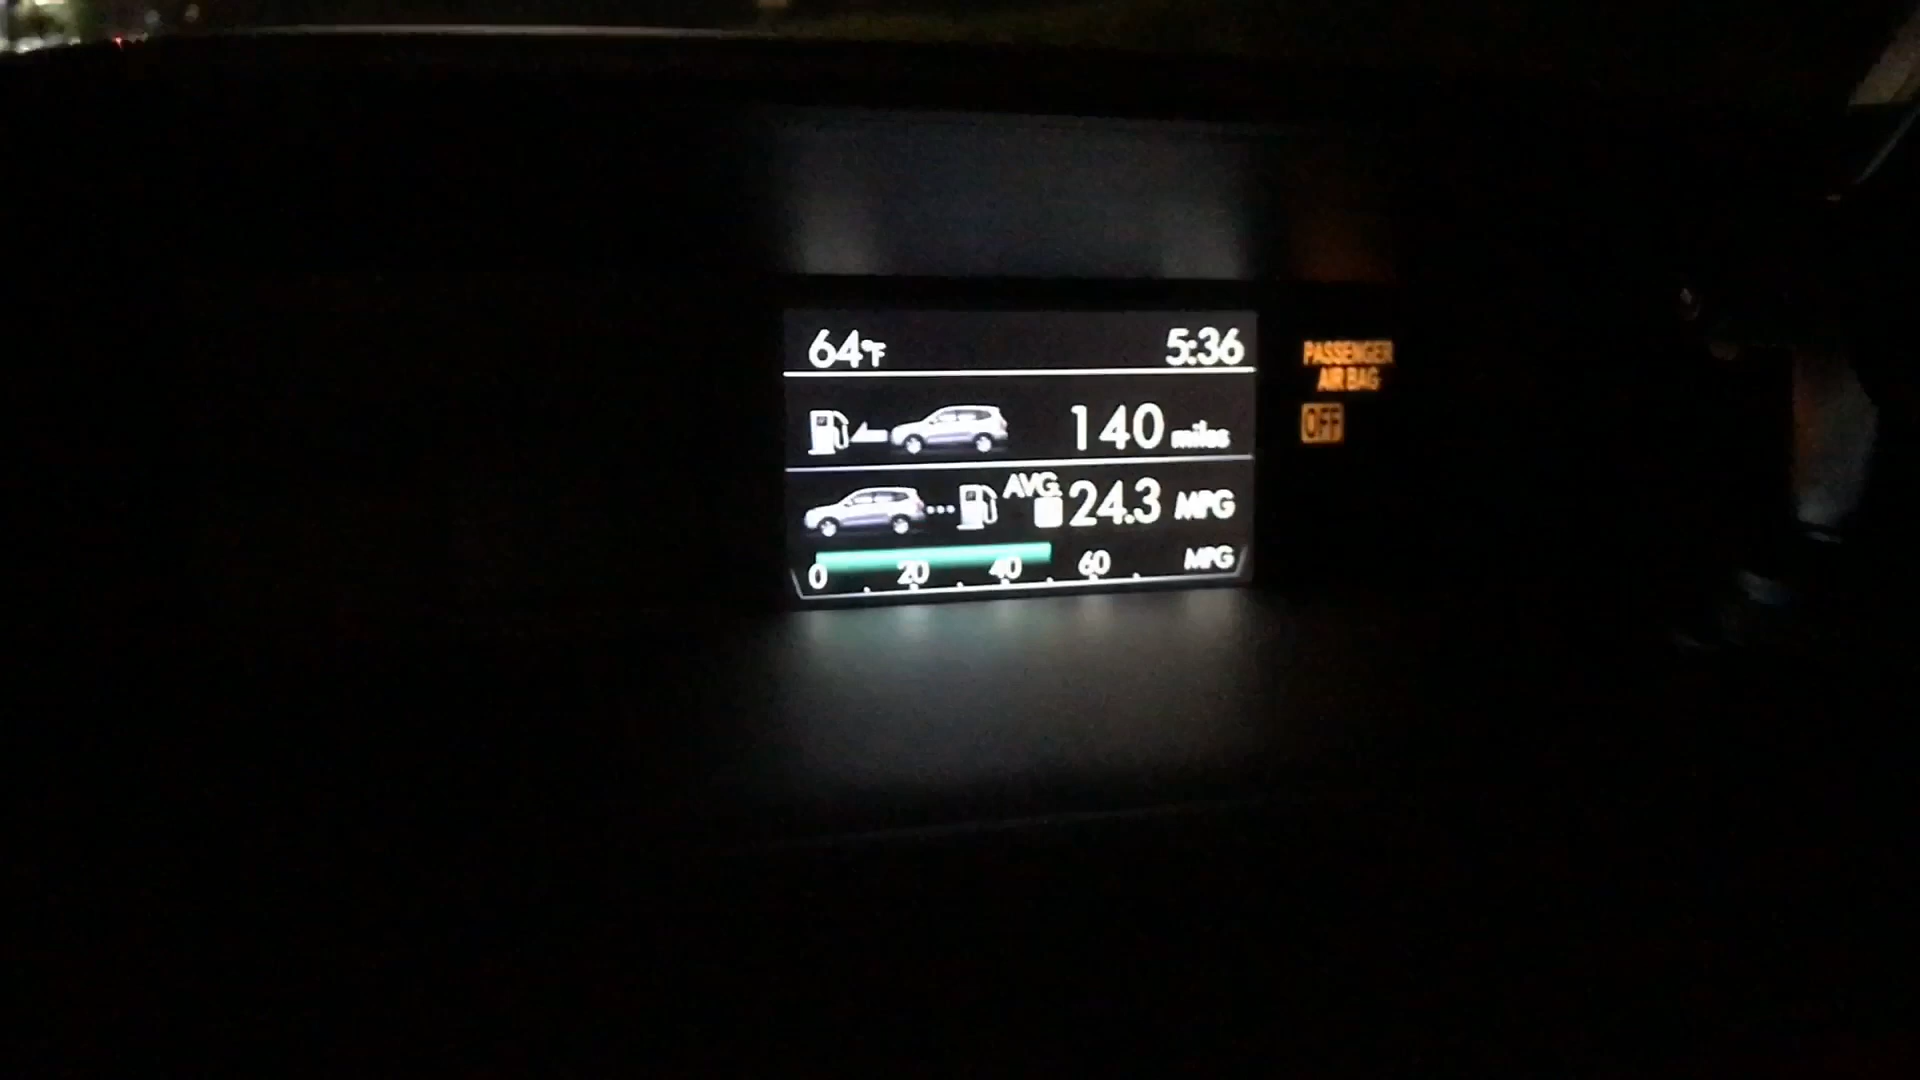 64°F 5:36
140 miles
AVG. 24.3 MPG
0 20 40 60 MPG
PASSENGER
AIR BAG
OFF